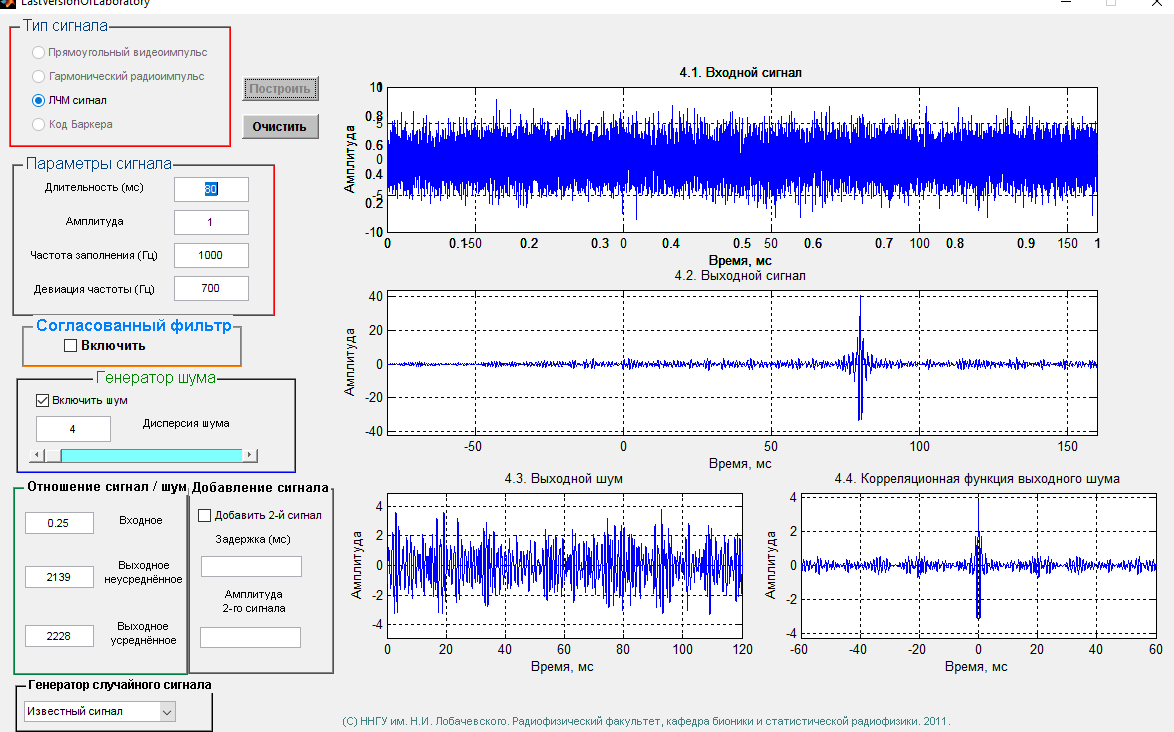 LastVersionOfLaboratory
Тип сигнала
Прямоугольный видеоимпульс
Гармонический радиоимпульс
ЛЧМ сигнал
Код Баркера
Построить
Очистить
Параметры сигнала
Длительность (мс)
80
Амплитуда
1
Частота заполнения (Гц)
1000
Девиация частоты (Гц)
700
Согласованный фильтр
Включить
Генератор шума
Включить шум
4
Дисперсия шума
Отношение сигнал / шум
0.25
Входное
2139
Выходное
неусреднённое
2228
Выходное
усреднённое
Добавление сигнала
Добавить 2-й сигнал
Задержка (мс)
Амплитуда
2-го сигнала
Генератор случайного сигнала
Известный сигнал
4.1. Входной сигнал
Амплитуда
0.8
0.6
0
0.4
0.2
-10
0 0.1 -50 0.2 0.3 0 0.4 0.5 50 0.6 0.7 100 0.8 0.9 150 1
Время, мс
4.2. Выходной сигнал
Амплитуда
40
20
0
-20
-40
-50 0 50 100 150
Время, мс
4.3. Выходной шум
Амплитуда
4
2
0
-2
-4
0 20 40 60 80 100 120
Время, мс
4.4. Корреляционная функция выходного шума
Амплитуда
4
2
0
-2
-4
-60 -40 -20 0 20 40 60
Время, мс
(C) ННГУ им. Н.И. Лобачевского. Радиофизический факультет, кафедра бионики и статистической радиофизики. 2011.